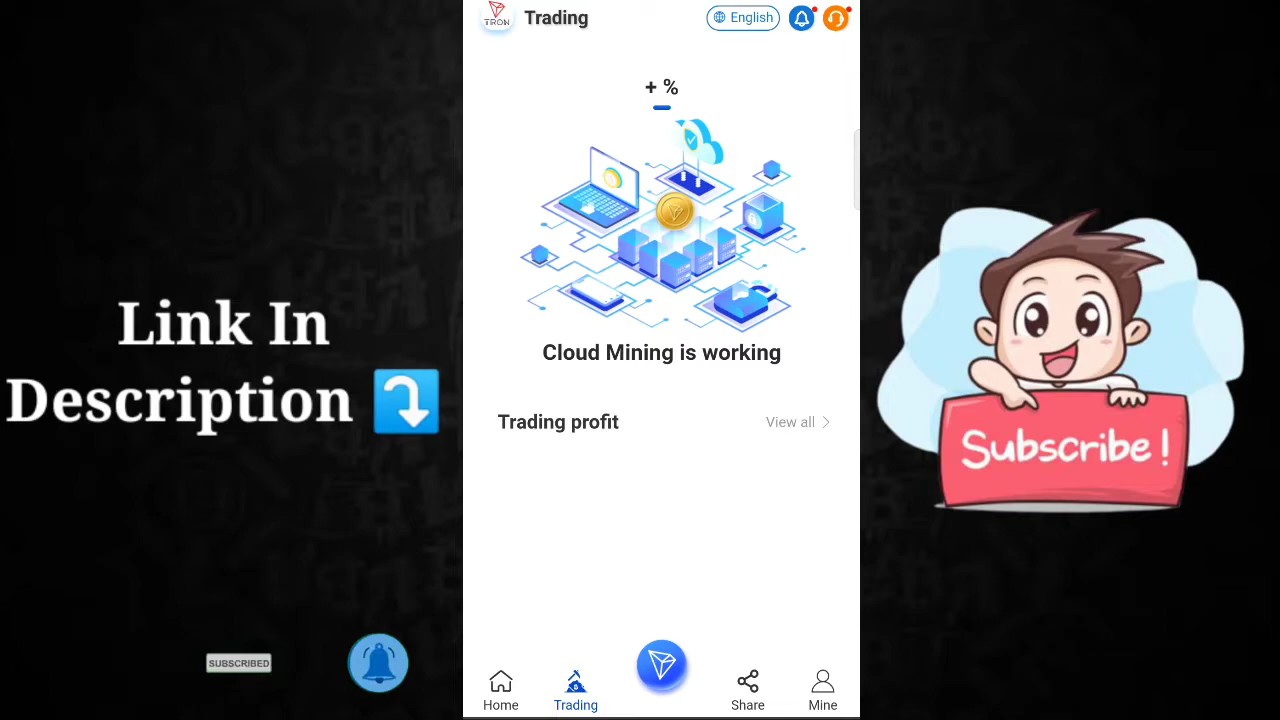 TRON
Trading
English
+ %
Cloud Mining is working
Trading profit
View all
Home
Trading
Share
Mine
Link In
Description
SUBSCRIBED
Subscribe!